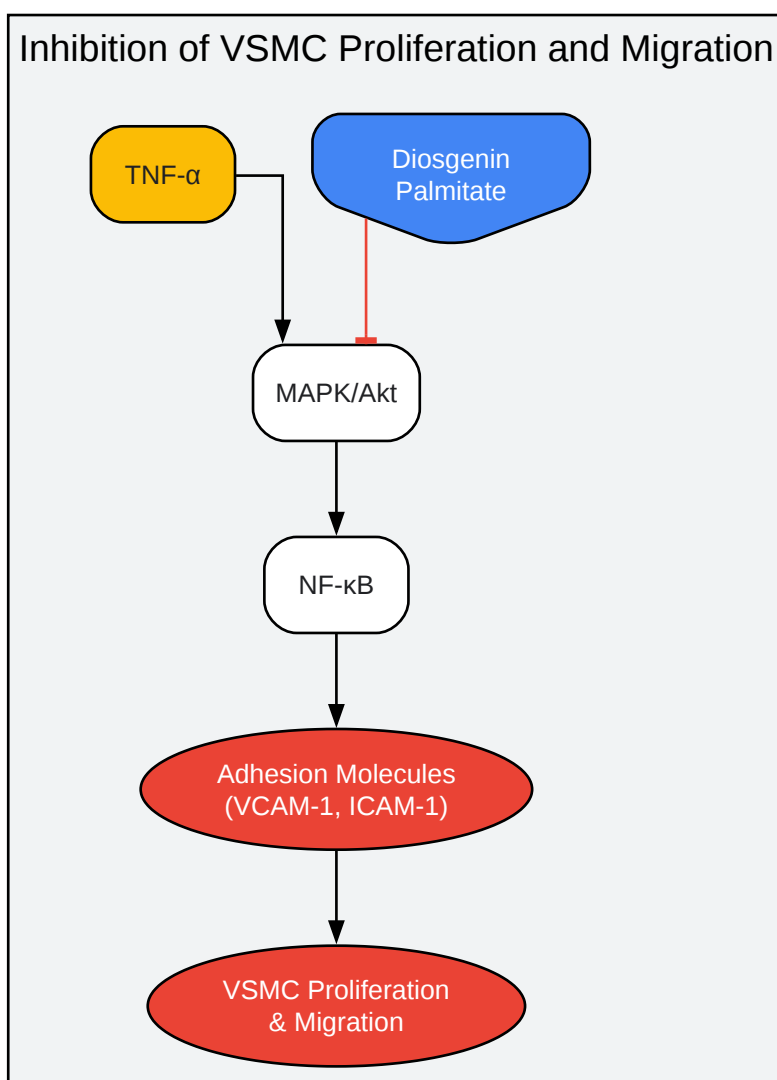 Inhibition of VSMC Proliferation and Migration
TNF-α
Diosgenin
Palmitate
MAPK/Akt
NF-κB
Adhesion Molecules
(VCAM-1, ICAM-1)
VSMC Proliferation
& Migration